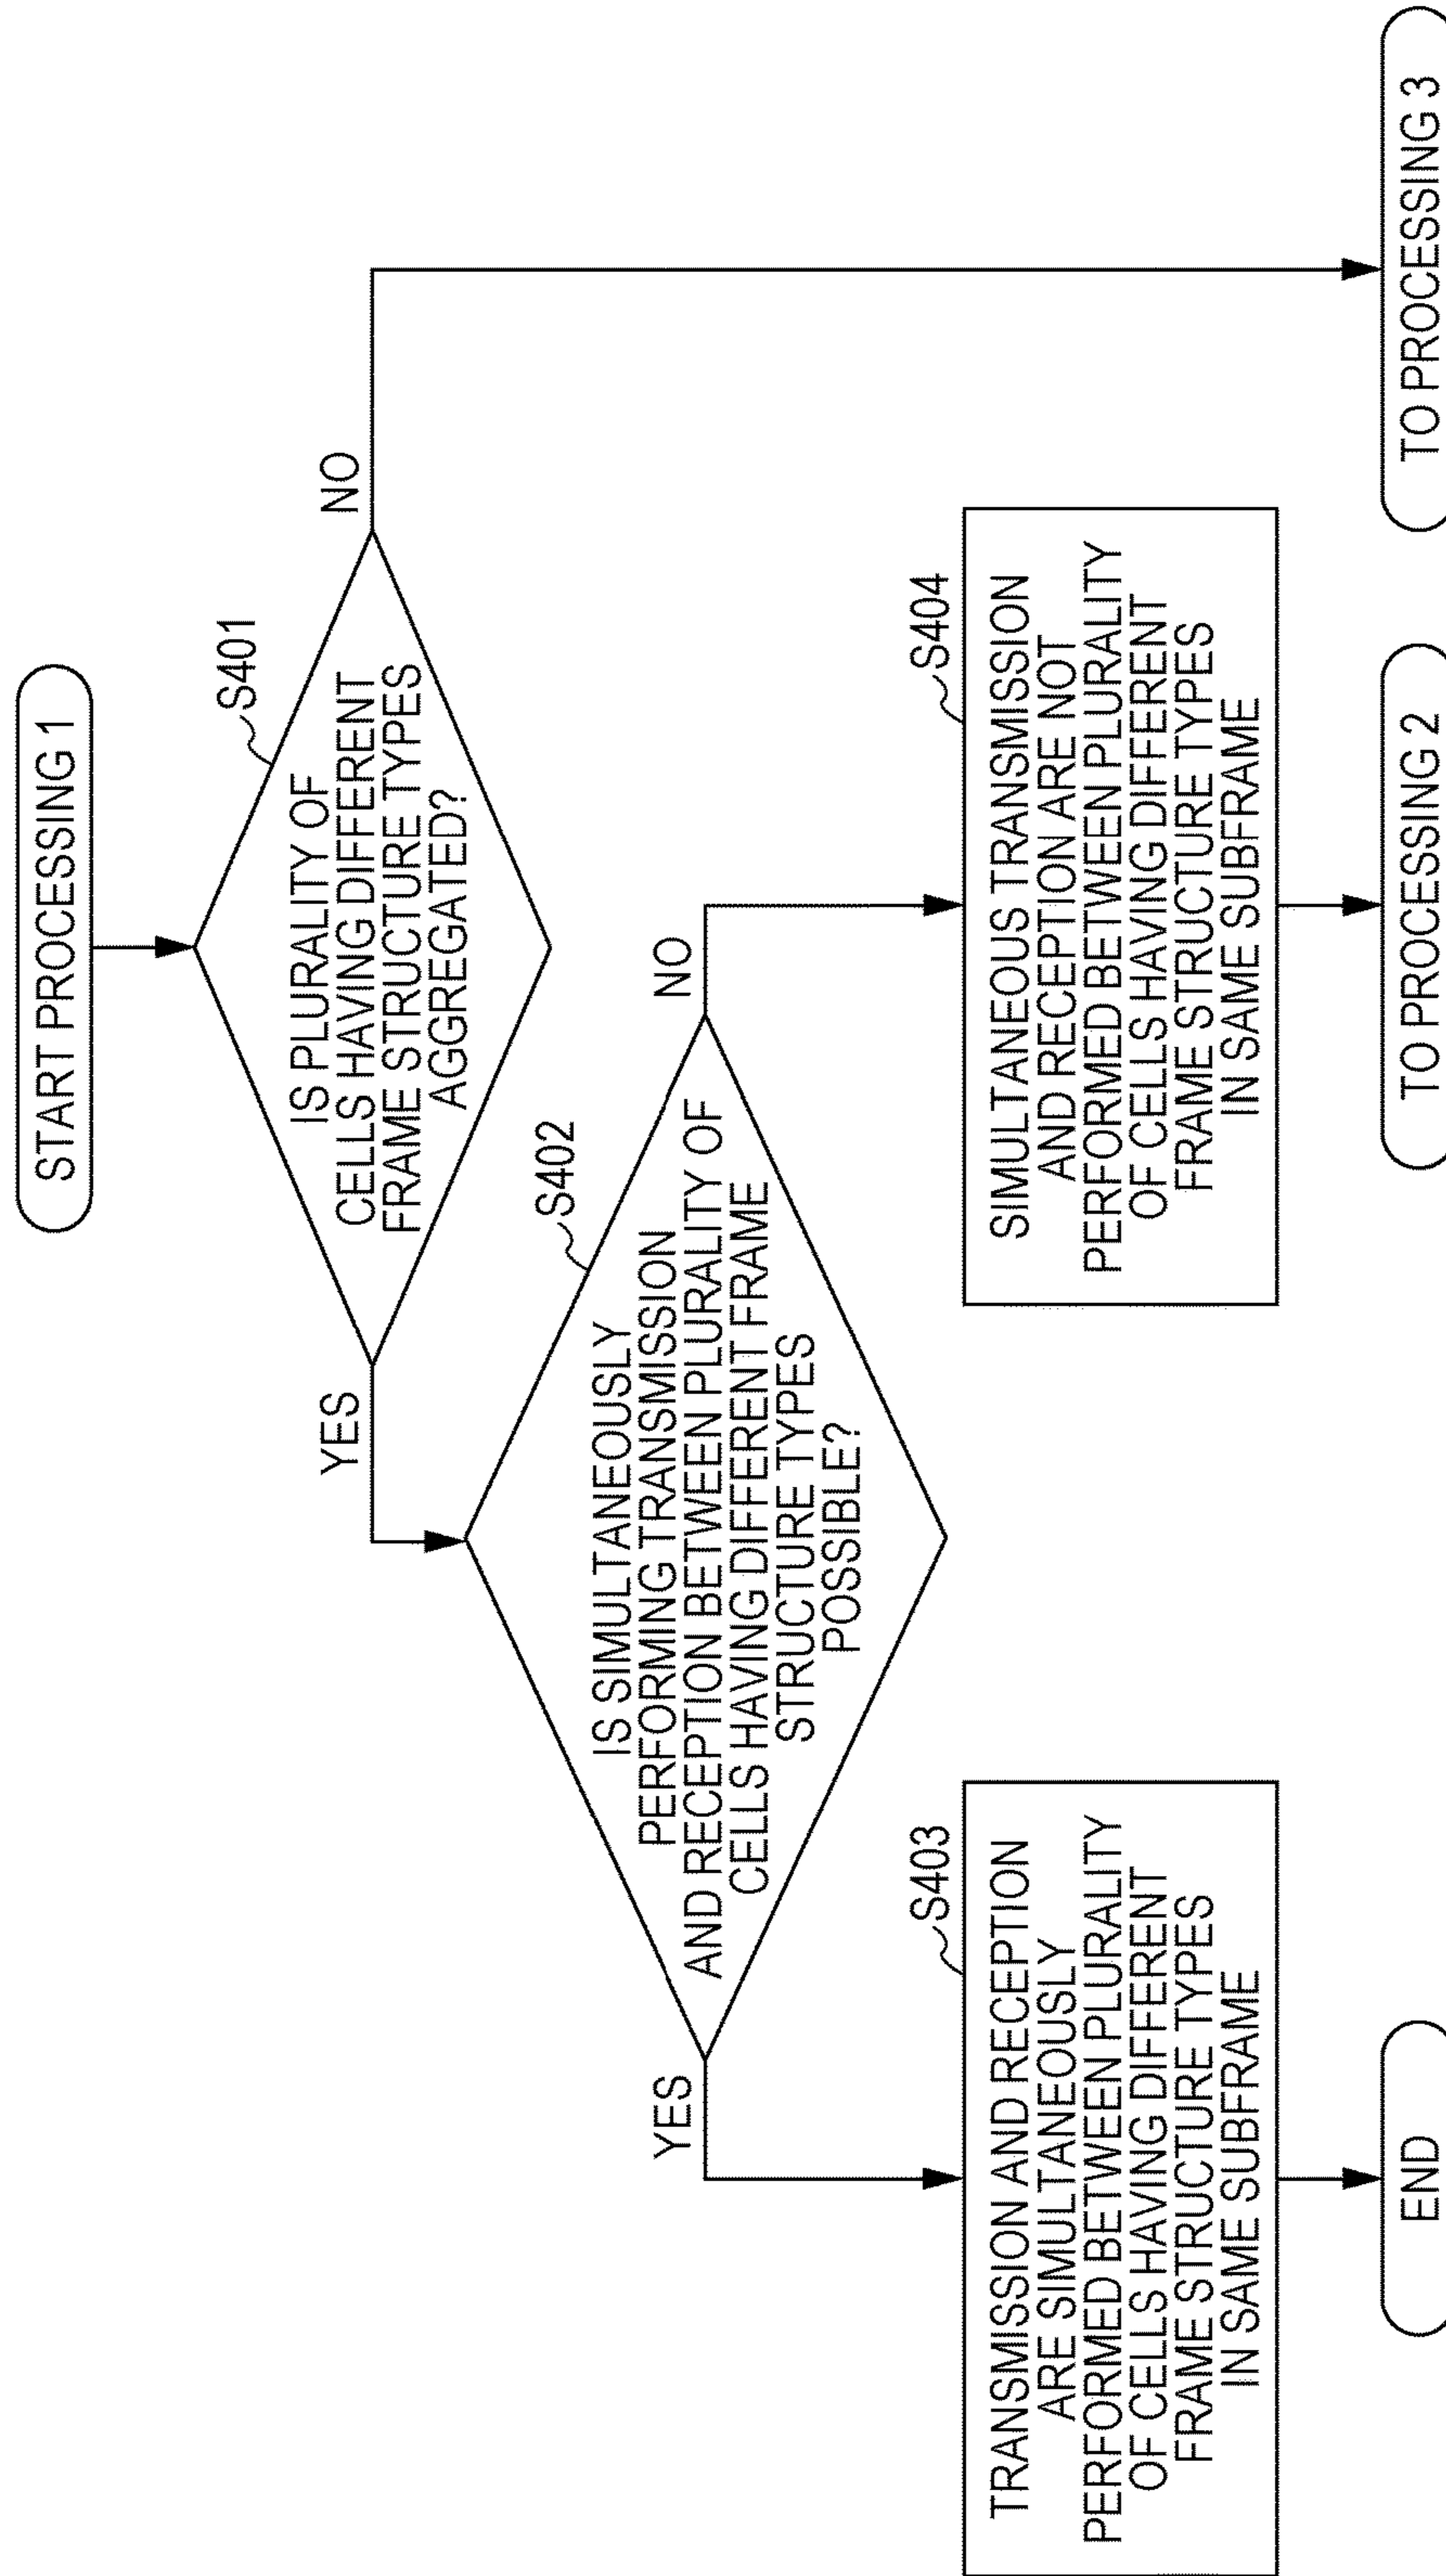 START PROCESSING 1
S401
IS PLURALITY OF
CELLS HAVING DIFFERENT
FRAME STRUCTURE TYPES
AGGREGATED?
YES
NO
S402
IS SIMULTANEOUSLY
PERFORMING TRANSMISSION
AND RECEPTION BETWEEN PLURALITY OF
CELLS HAVING DIFFERENT FRAME
STRUCTURE TYPES
POSSIBLE?
YES
NO
S403
TRANSMISSION AND RECEPTION
ARE SIMULTANEOUSLY
PERFORMED BETWEEN PLURALITY
OF CELLS HAVING DIFFERENT
FRAME STRUCTURE TYPES
IN SAME SUBFRAME
S404
SIMULTANEOUS TRANSMISSION
AND RECEPTION ARE NOT
PERFORMED BETWEEN PLURALITY
OF CELLS HAVING DIFFERENT
FRAME STRUCTURE TYPES
IN SAME SUBFRAME
END
TO PROCESSING 2
TO PROCESSING 3